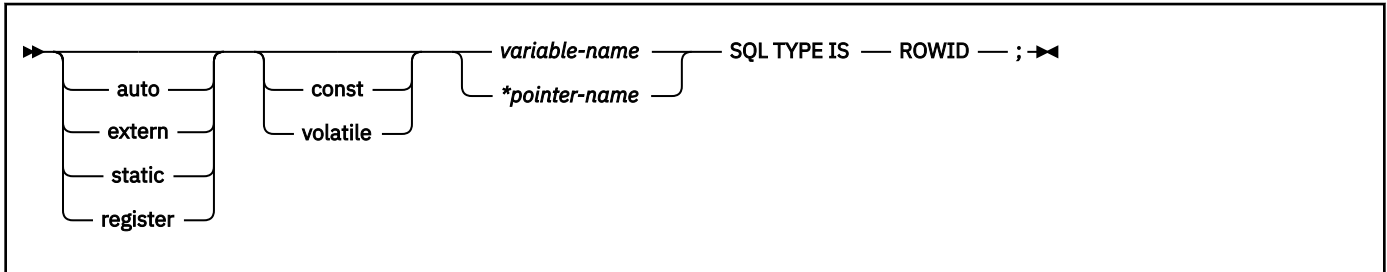 variable-name SQL TYPE IS ROWID ;
auto const *pointer-name
extern volatile
static
register